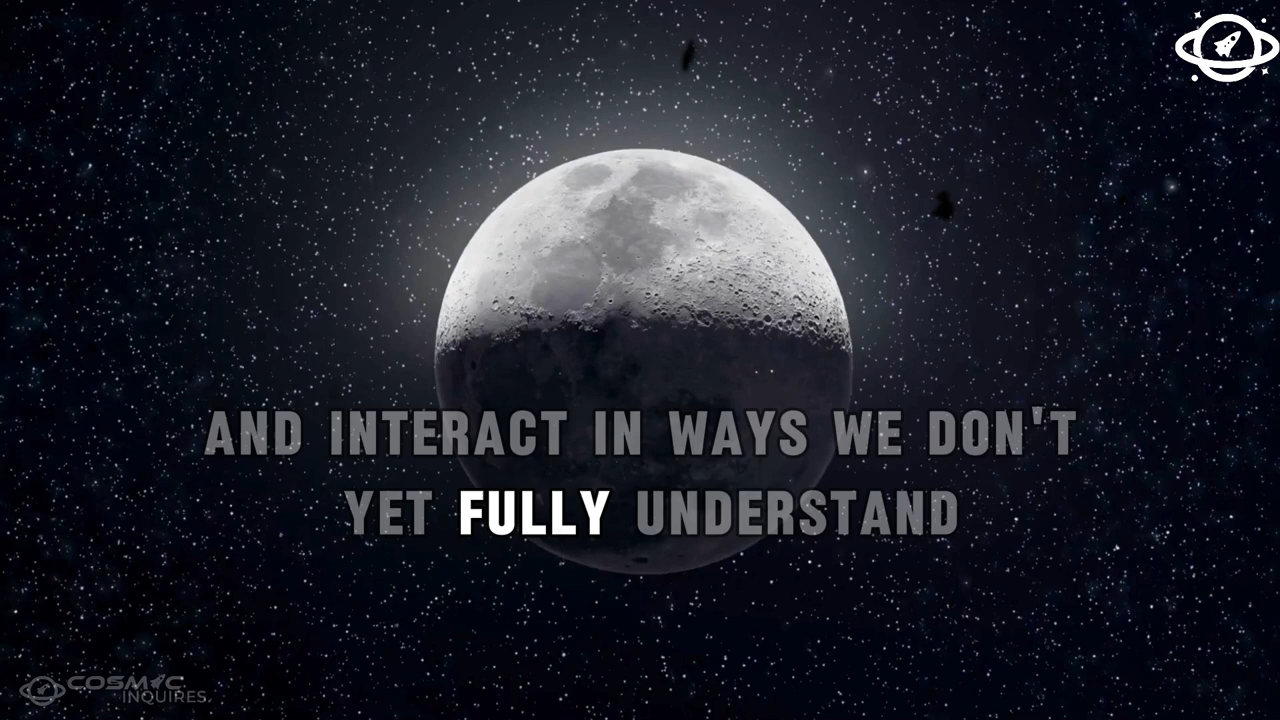 AND INTERACT IN WAYS WE DON'T
YET FULLY UNDERSTAND
COSMIC
INQUIRES